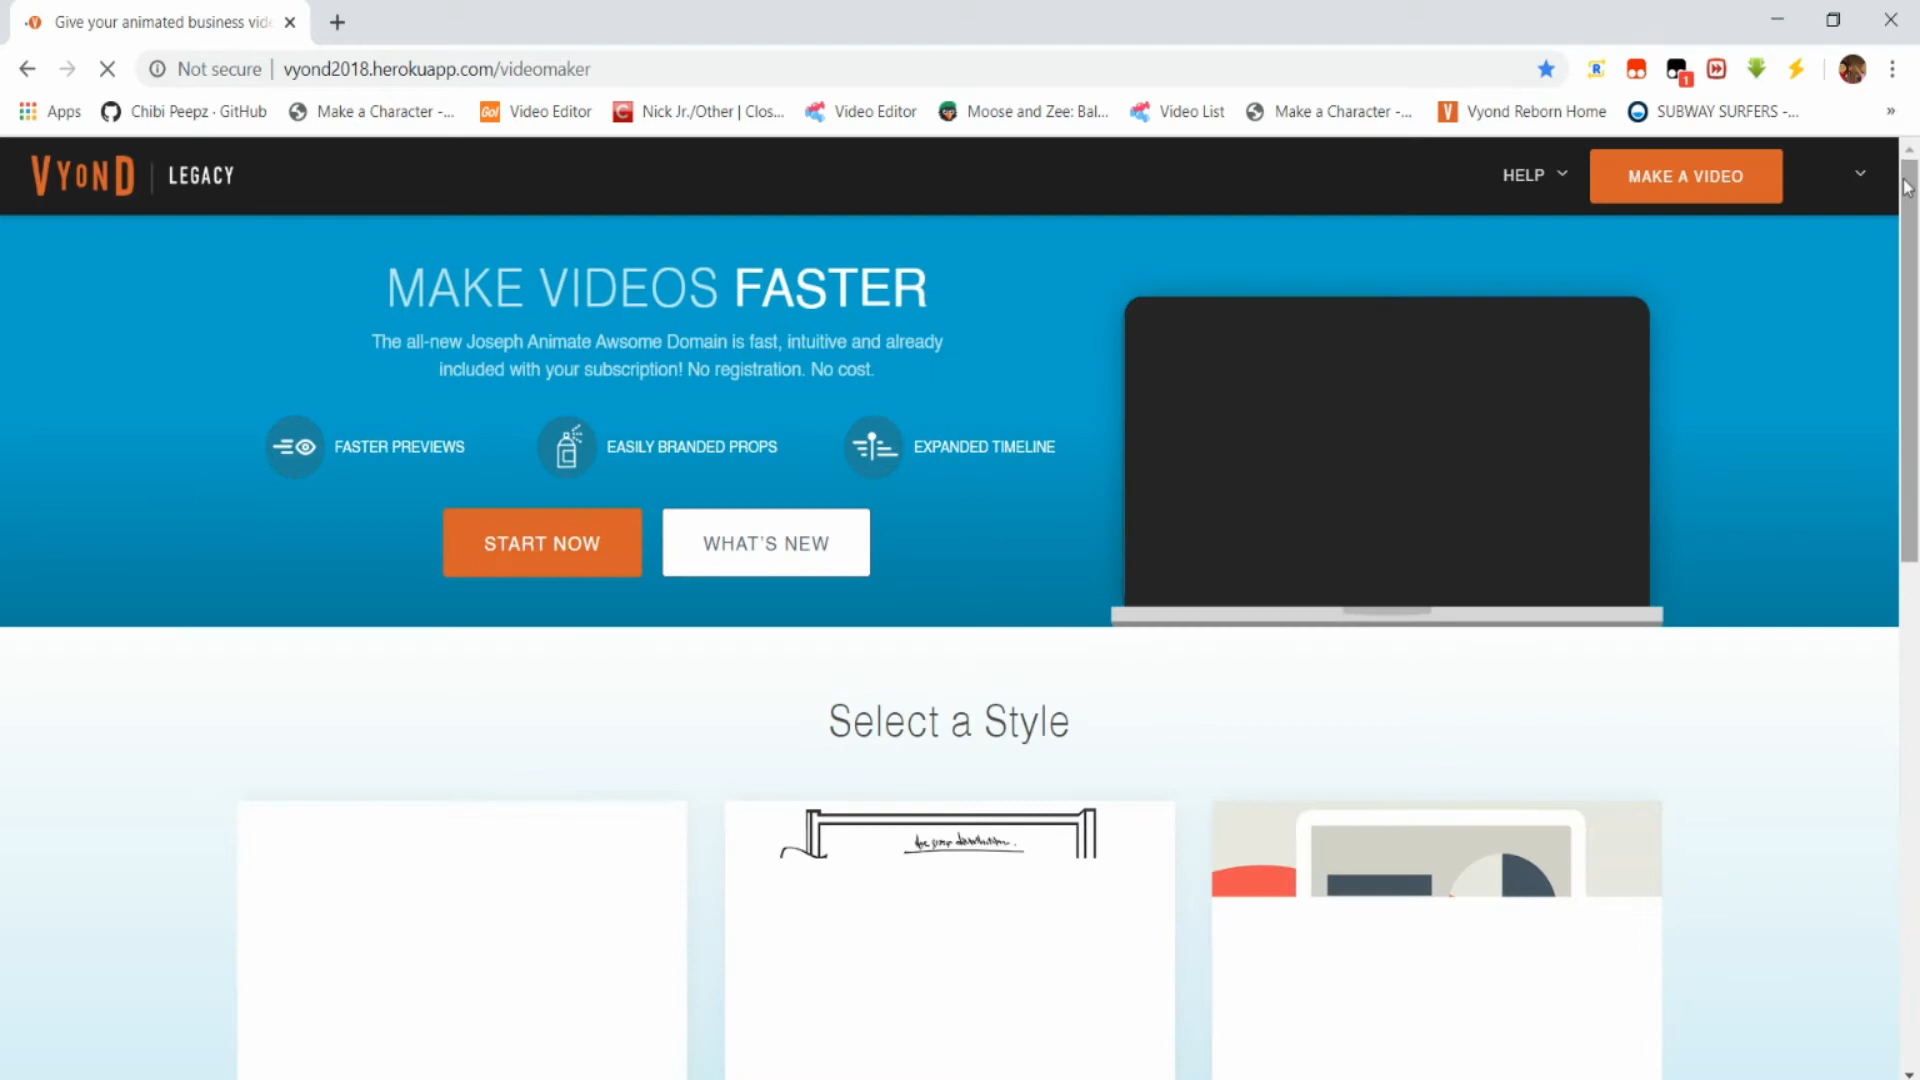 Give your animated business vide
Not secure | vyond2018.herokuapp.com/videomaker
R
1
Apps
Chibi Peepz · GitHub
Make a Character -...
Go!
Video Editor
Nick Jr./Other | Clos...
Video Editor
Moose and Zee: Bal...
Video List
Make a Character -...
V
Vyond Reborn Home
SUBWAY SURFERS -...
»
VYOND | LEGACY
HELP
MAKE A VIDEO
MAKE VIDEOS FASTER
The all-new Joseph Animate Awsome Domain is fast, intuitive and already
included with your subscription! No registration. No cost.
FASTER PREVIEWS
EASILY BRANDED PROPS
EXPANDED TIMELINE
START NOW
WHAT'S NEW
Select a Style